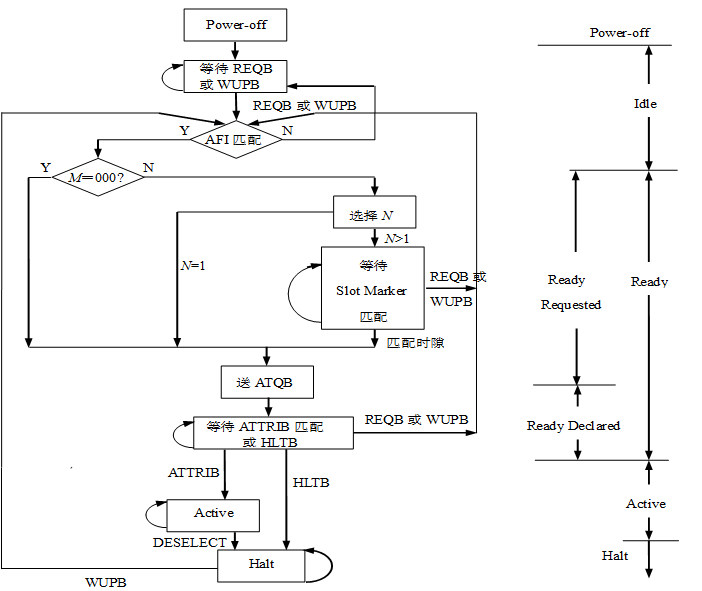 Power-off
等待 REQB
或 WUPB
REQB 或 WUPB
Y
AFI 匹配
N
Y
M＝000?
N
选择 N
N>1
N=1
等待
Slot Marker
匹配
REQB 或
WUPB
匹配时隙
送 ATQB
等待 ATTRIB 匹配
或 HLTB
REQB 或 WUPB
ATTRIB
HLTB
Active
DESELECT
Halt
WUPB
Power-off
Idle
Ready
Requested
Ready
Ready Declared
Active
Halt